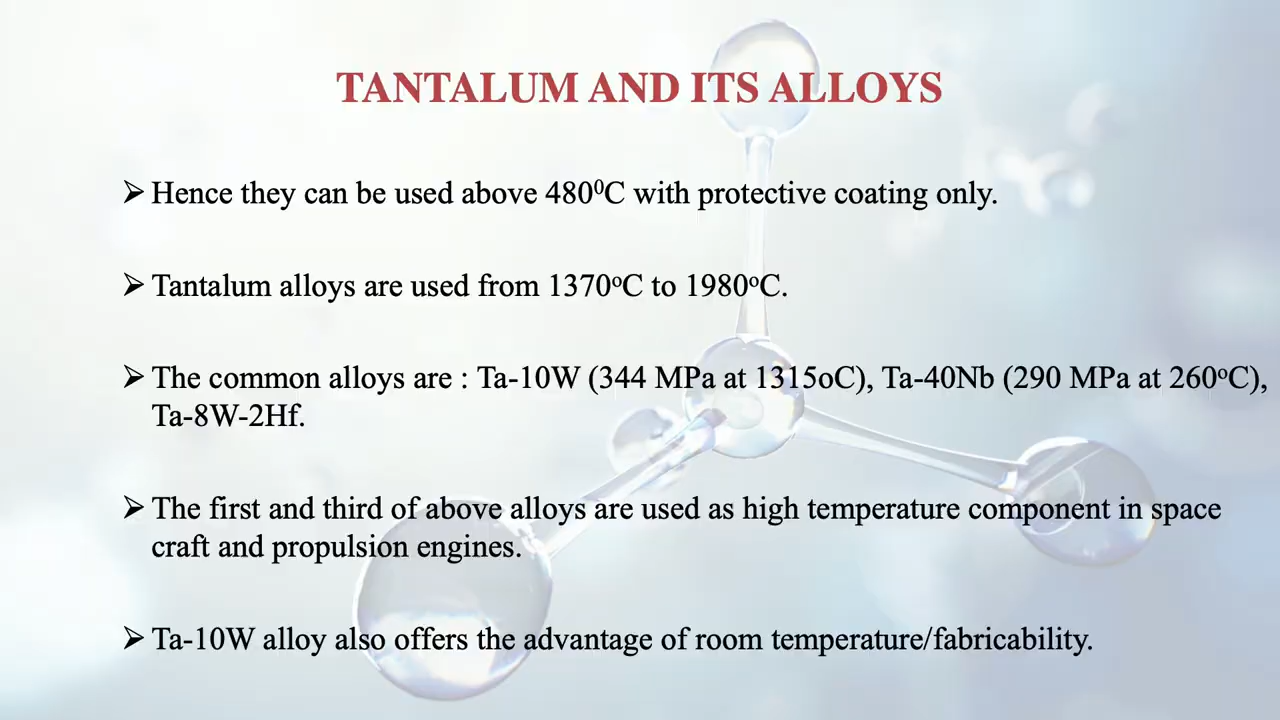 TANTALUM AND ITS ALLOYS
➢ Hence they can be used above 480⁰C with protective coating only.
➢ Tantalum alloys are used from 1370ᵒC to 1980ᵒC.
➢ The common alloys are : Ta-10W (344 MPa at 1315oC), Ta-40Nb (290 MPa at 260ᵒC),
Ta-8W-2Hf.
➢ The first and third of above alloys are used as high temperature component in space
craft and propulsion engines.
➢ Ta-10W alloy also offers the advantage of room temperature/fabricability.